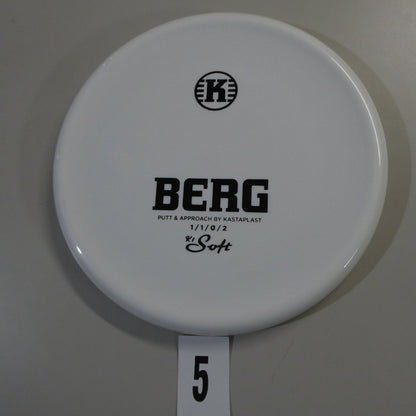 K
BERG
PUTT & APPROACH BY KASTAPLAST
1/1/0/2
K1 Soft
5